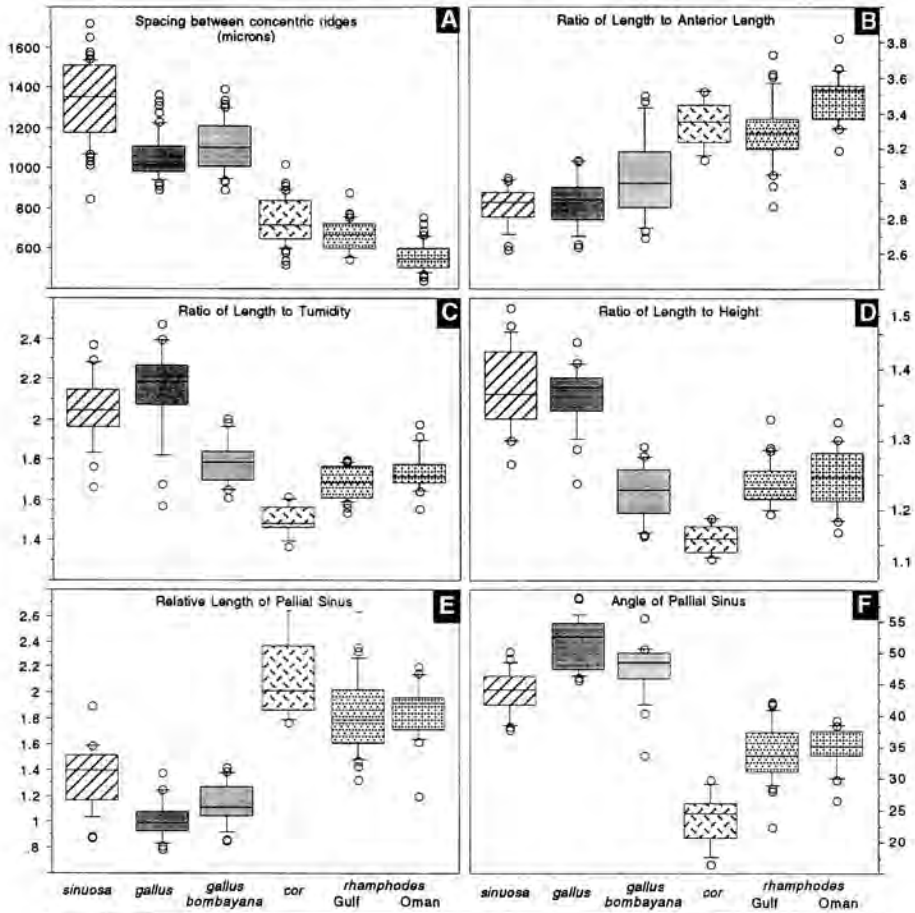 Spacing between concentric ridges
(microns)
A
1600
1400
1200
1000
800
600
Ratio of Length to Anterior Length
B
3.8
3.6
3.4
3.2
3
2.8
2.6
Ratio of Length to Tumidity
C
2.4
2.2
2
1.8
1.6
1.4
Ratio of Length to Height
D
1.5
1.4
1.3
1.2
1.1
Relative Length of Pallial Sinus
E
2.6
2.4
2.2
2
1.8
1.6
1.4
1.2
1
.8
Angle of Pallial Sinus
F
55
50
45
40
35
30
25
20
sinuosa gallus gallus cor rhamphodes
bombayana Gulf Oman
sinuosa gallus gallus cor rhamphodes
bombayana Gulf Oman